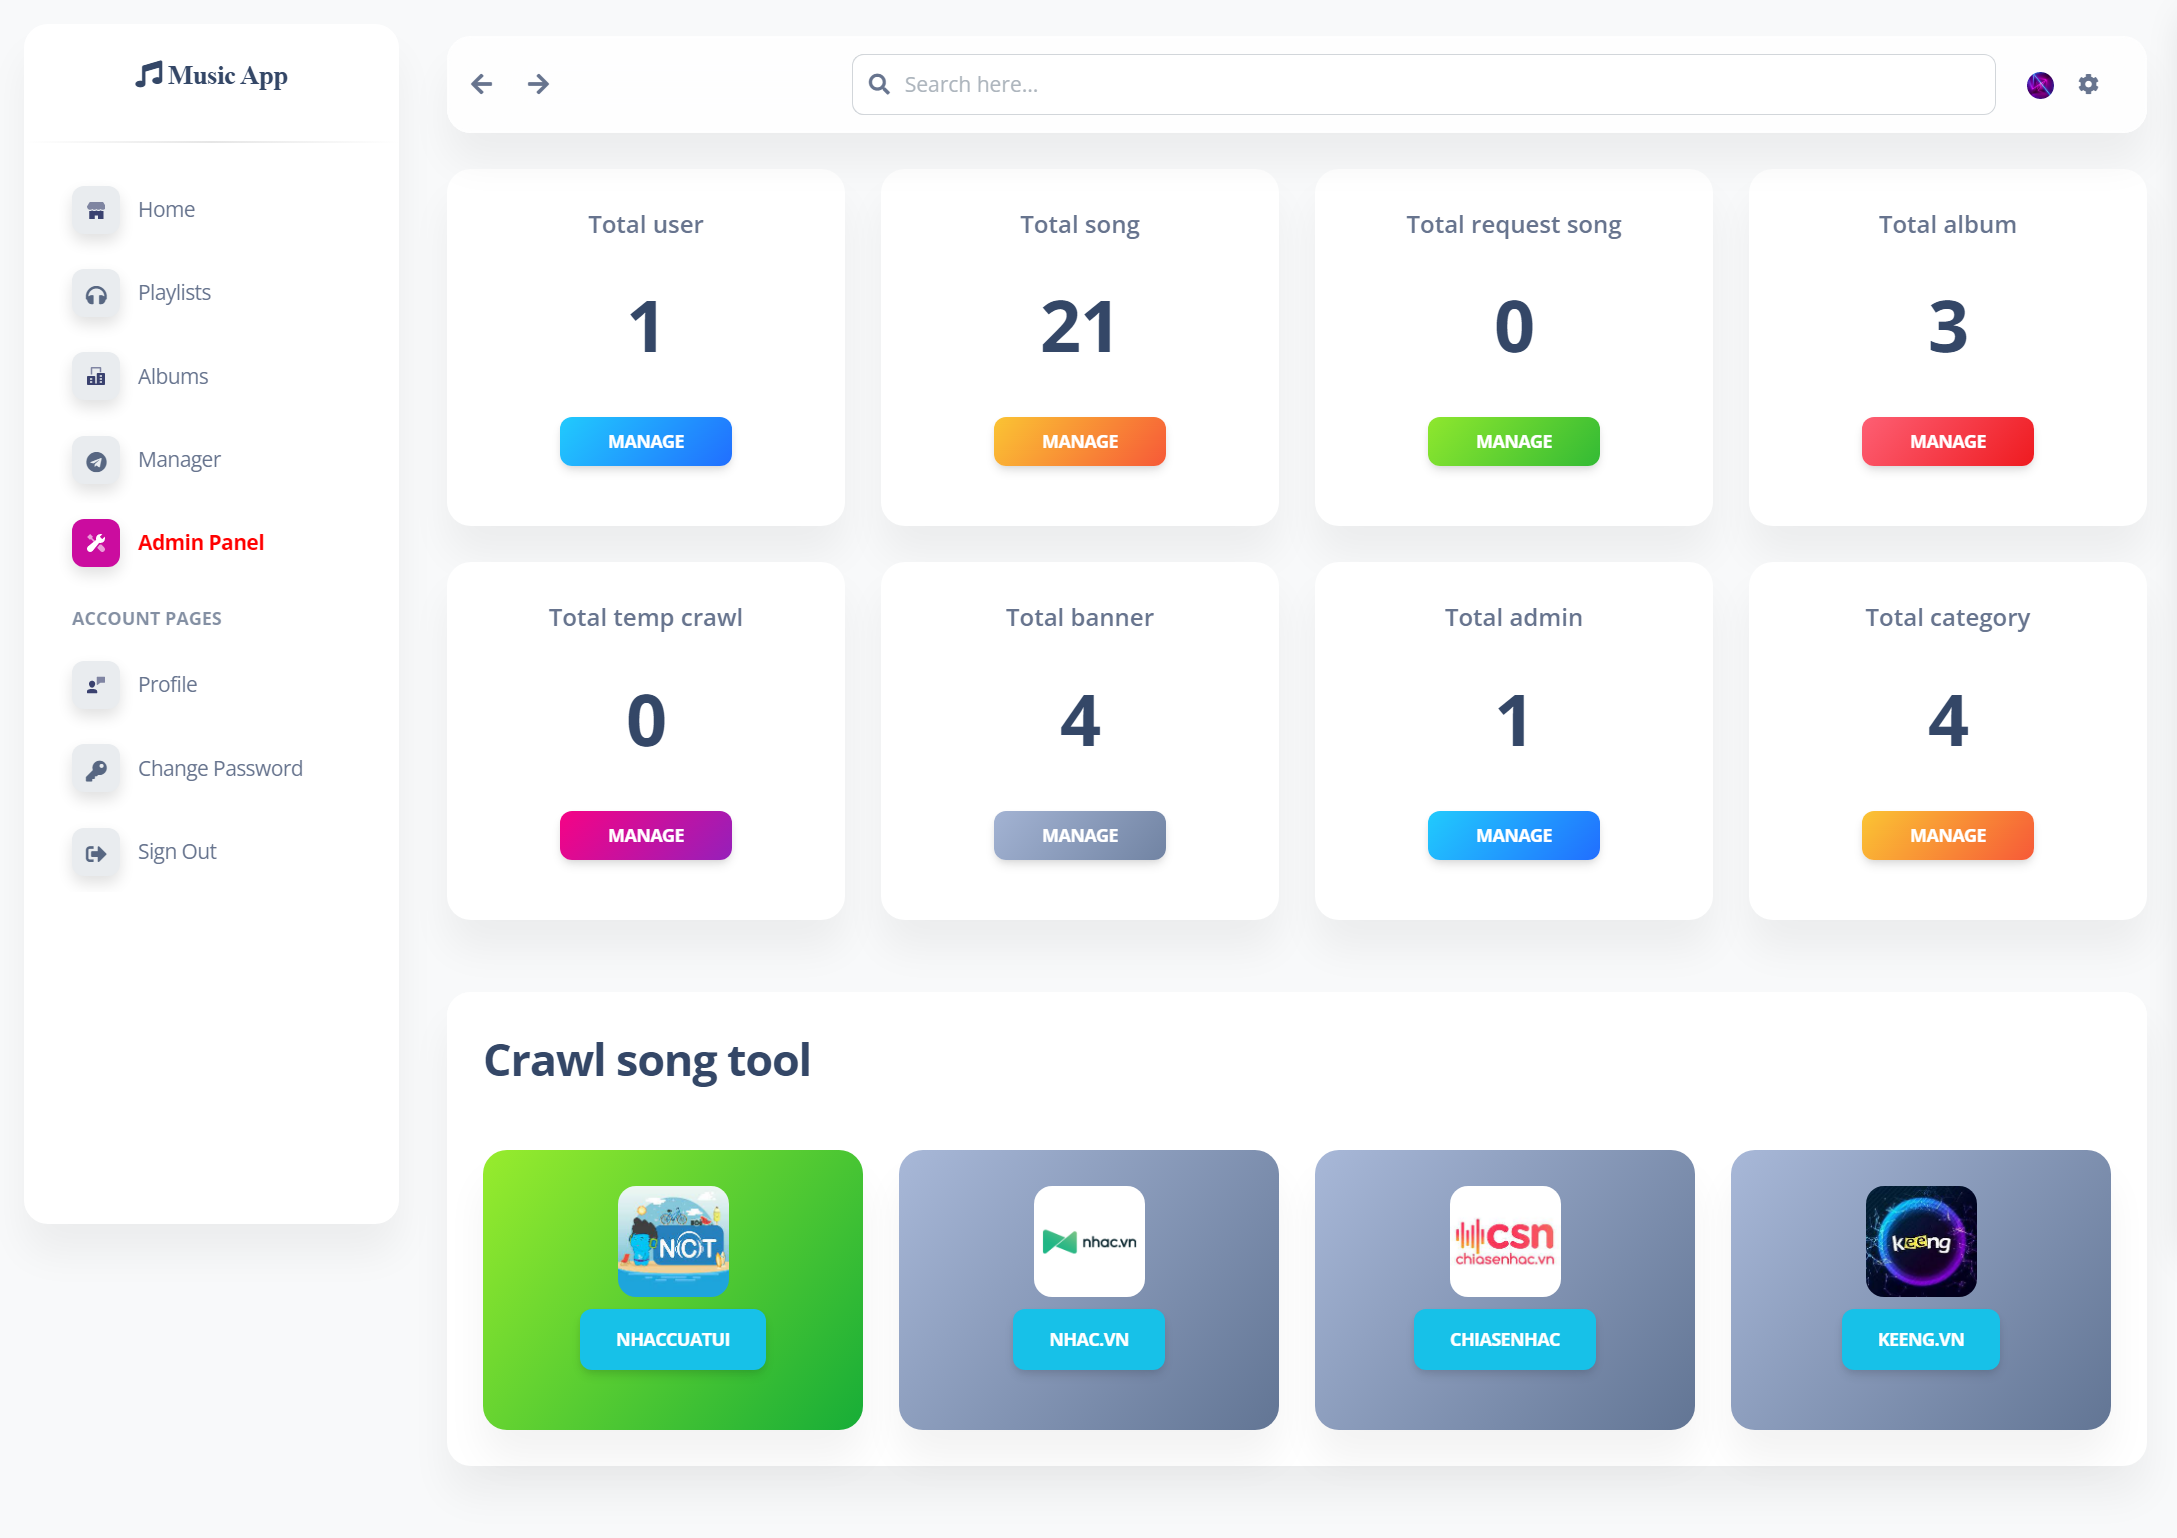 Music App
Search here...
Home
Playlists
Albums
Manager
Admin Panel
ACCOUNT PAGES
Profile
Change Password
Sign Out
Total user
1
MANAGE
Total song
21
MANAGE
Total request song
0
MANAGE
Total album
3
MANAGE
Total temp crawl
0
MANAGE
Total banner
4
MANAGE
Total admin
1
MANAGE
Total category
4
MANAGE
Crawl song tool
NCT
NHACCUATUI
nhac.vn
NHAC.VN
csn
chiasenhac.vn
CHIASENHAC
keeng
KEENG.VN